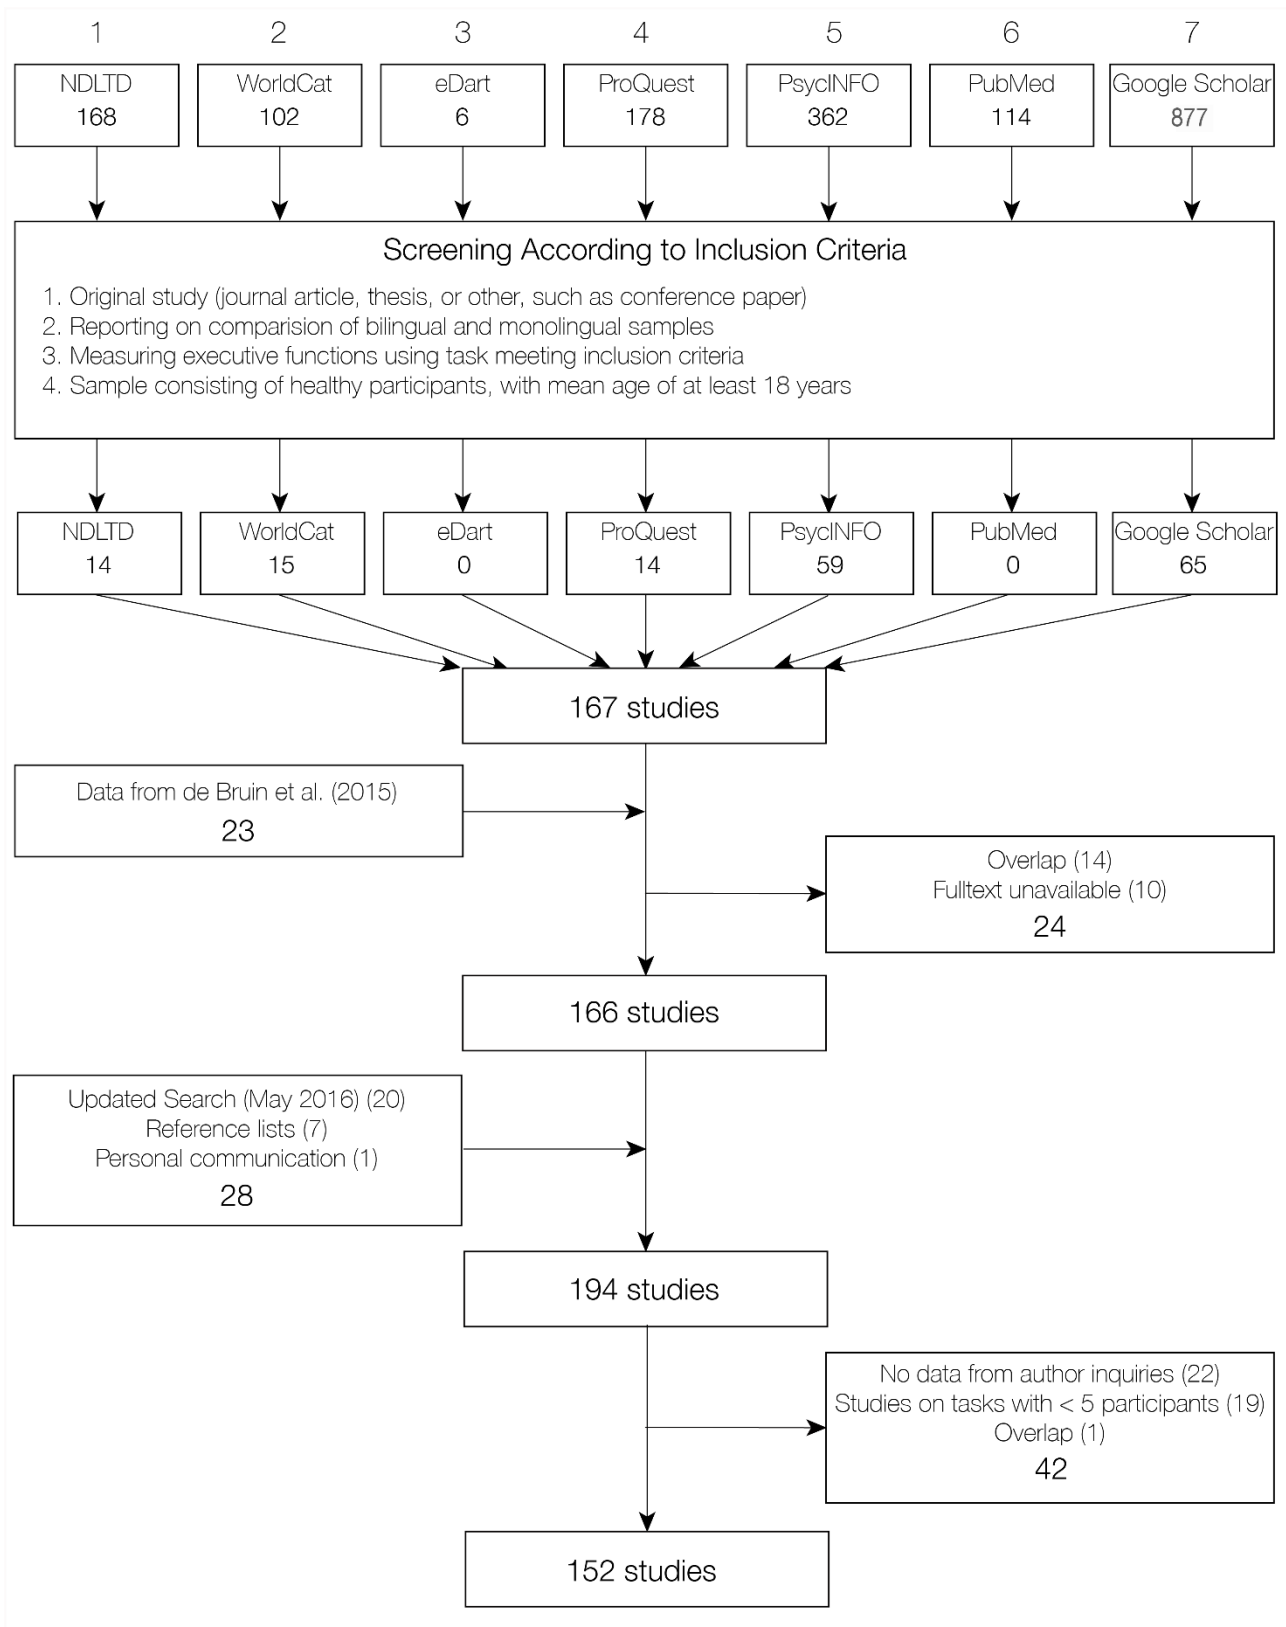 1 2 3 4 5 6 7
NDLTD WorldCat eDart ProQuest PsycINFO PubMed Google Scholar
168 102 6 178 362 114 877
Screening According to Inclusion Criteria
1. Original study (journal article, thesis, or other, such as conference paper)
2. Reporting on comparision of bilingual and monolingual samples
3. Measuring executive functions using task meeting inclusion criteria
4. Sample consisting of healthy participants, with mean age of at least 18 years
NDLTD WorldCat eDart ProQuest PsycINFO PubMed Google Scholar
14 15 0 14 59 0 65
167 studies
Data from de Bruin et al. (2015)
23
Overlap (14)
Fulltext unavailable (10)
24
166 studies
Updated Search (May 2016) (20)
Reference lists (7)
Personal communication (1)
28
194 studies
No data from author inquiries (22)
Studies on tasks with < 5 participants (19)
Overlap (1)
42
152 studies